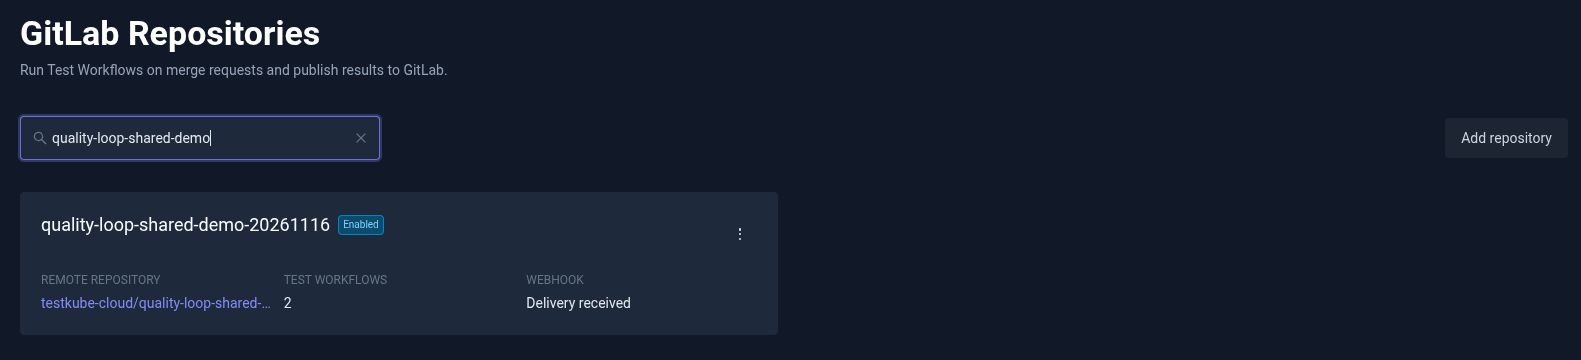 GitLab Repositories
Run Test Workflows on merge requests and publish results to GitLab.
quality-loop-shared-demo
Add repository
quality-loop-shared-demo-20261116 Enabled
REMOTE REPOSITORY TEST WORKFLOWS WEBHOOK
testkube-cloud/quality-loop-shared-... 2 Delivery received